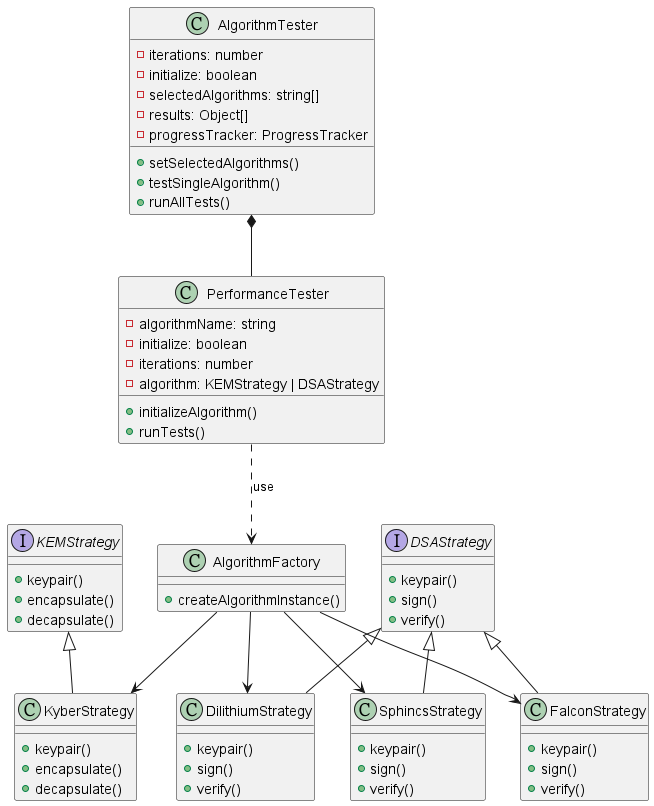 C AlgorithmTester
iterations: number
initialize: boolean
selectedAlgorithms: string[]
results: Object[]
progressTracker: ProgressTracker
setSelectedAlgorithms()
testSingleAlgorithm()
runAllTests()
C PerformanceTester
algorithmName: string
initialize: boolean
iterations: number
algorithm: KEMStrategy | DSAStrategy
initializeAlgorithm()
runTests()
use
I KEMStrategy
keypair()
encapsulate()
decapsulate()
C AlgorithmFactory
createAlgorithmInstance()
I DSAStrategy
keypair()
sign()
verify()
C KyberStrategy
keypair()
encapsulate()
decapsulate()
C DilithiumStrategy
keypair()
sign()
verify()
C SphincsStrategy
keypair()
sign()
verify()
C FalconStrategy
keypair()
sign()
verify()